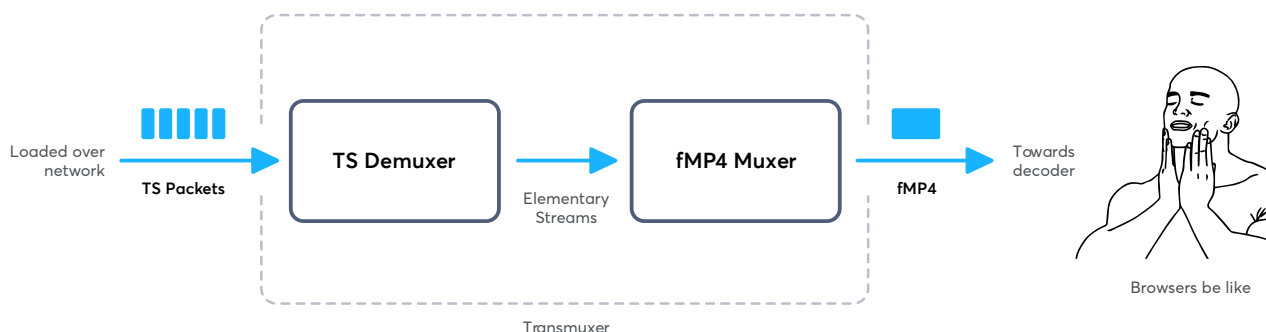 Loaded over
network
TS Packets
TS Demuxer
Elementary
Streams
fMP4 Muxer
fMP4
Towards
decoder
Browsers be like
Transmuxer